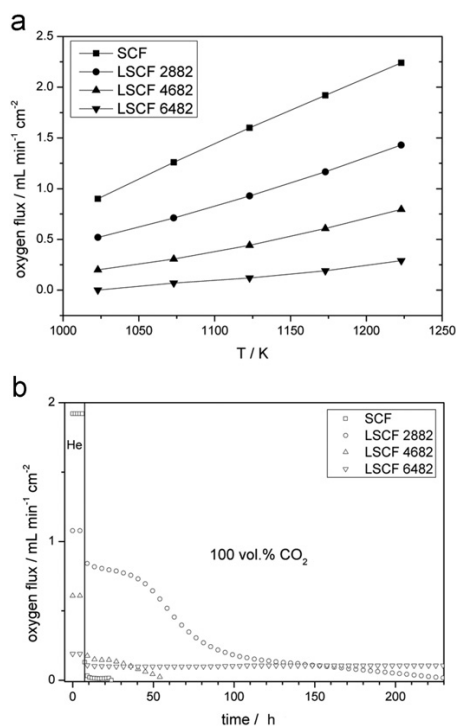 a
SCF
LSCF 2882
LSCF 4682
LSCF 6482
oxygen flux / mL min⁻¹ cm⁻²
2.5
2.0
1.5
1.0
0.5
0.0
1000 1050 1100 1150 1200 1250
T / K
b
SCF
LSCF 2882
LSCF 4682
LSCF 6482
He
100 vol.% CO₂
oxygen flux / mL min⁻¹ cm⁻²
2
1
0
0 50 100 150 200
time / h